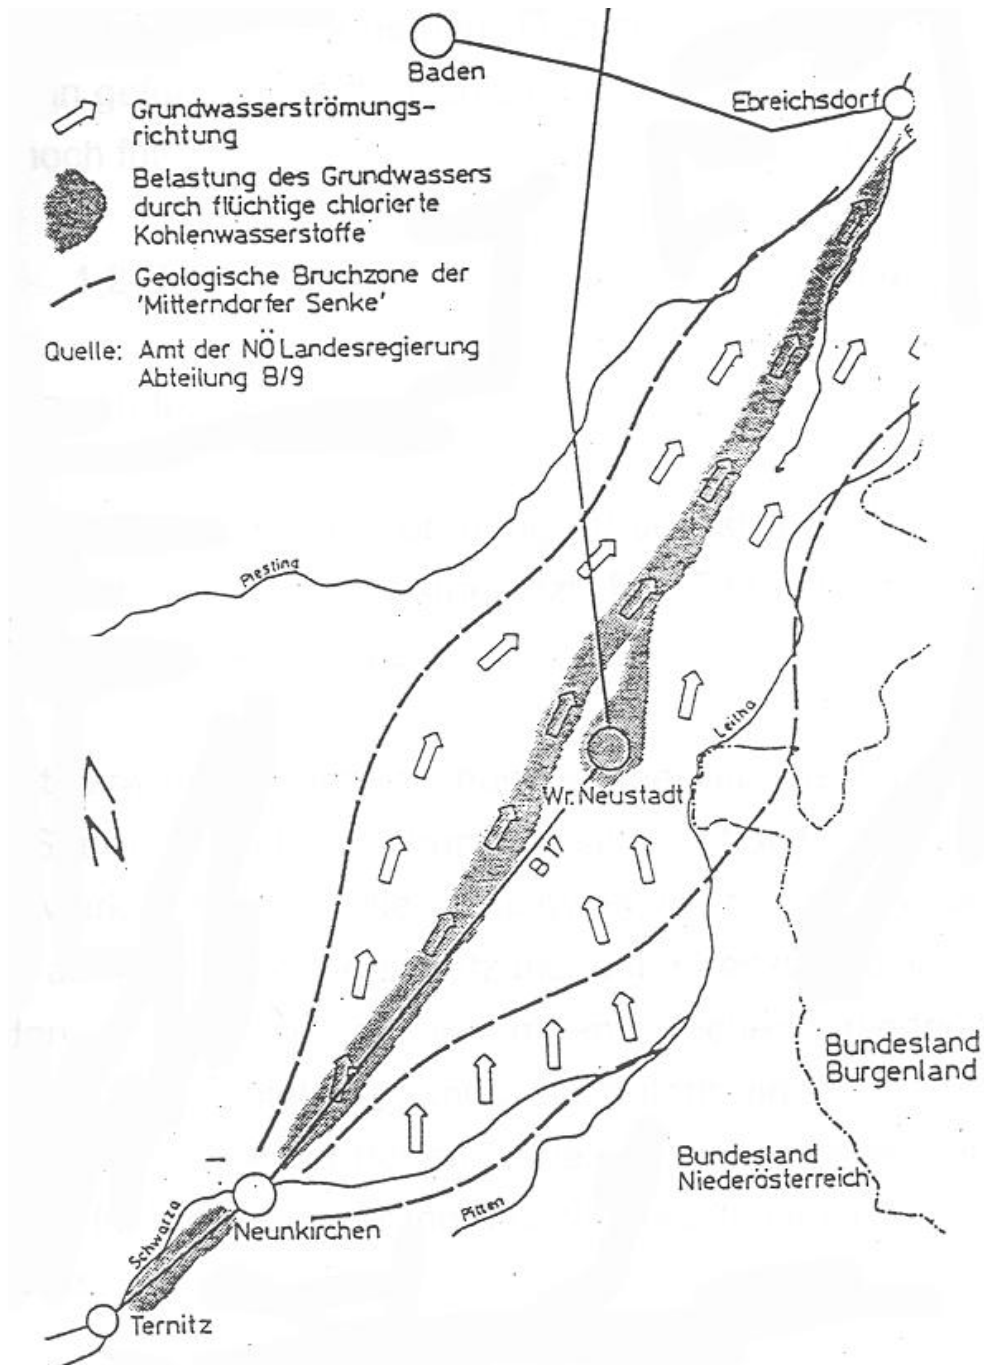 Baden
Ebreichsdorf
Grundwasserströmungs-
richtung
Belastung des Grundwassers
durch flüchtige chlorierte
Kohlenwasserstoffe
Geologische Bruchzone der
'Mitterndorfer Senke'
Quelle: Amt der NÖ Landesregierung
Abteilung B/9
F
Piesting
Leitha
Wr. Neustadt
B 17
N
Bundesland
Burgenland
Bundesland
Niederösterreich
Schwarza
Neunkirchen
Pitten
Ternitz